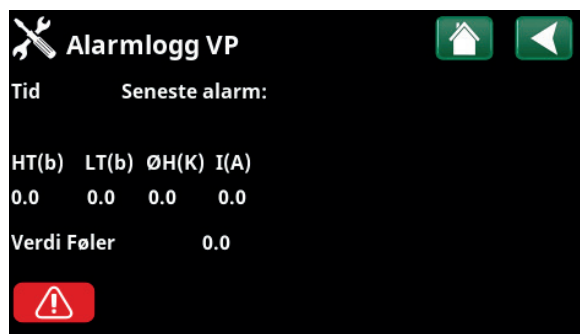 Alarmlogg VP
Tid Seneste alarm:
HT(b) LT(b) ØH(K) I(A)
0.0 0.0 0.0 0.0
Verdi Føler 0.0